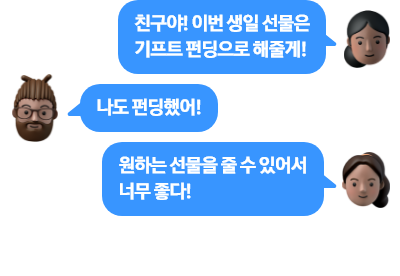 친구야! 이번 생일 선물은
기프트 펀딩으로 해줄게!
나도 펀딩했어!
원하는 선물을 줄 수 있어서
너무 좋다!